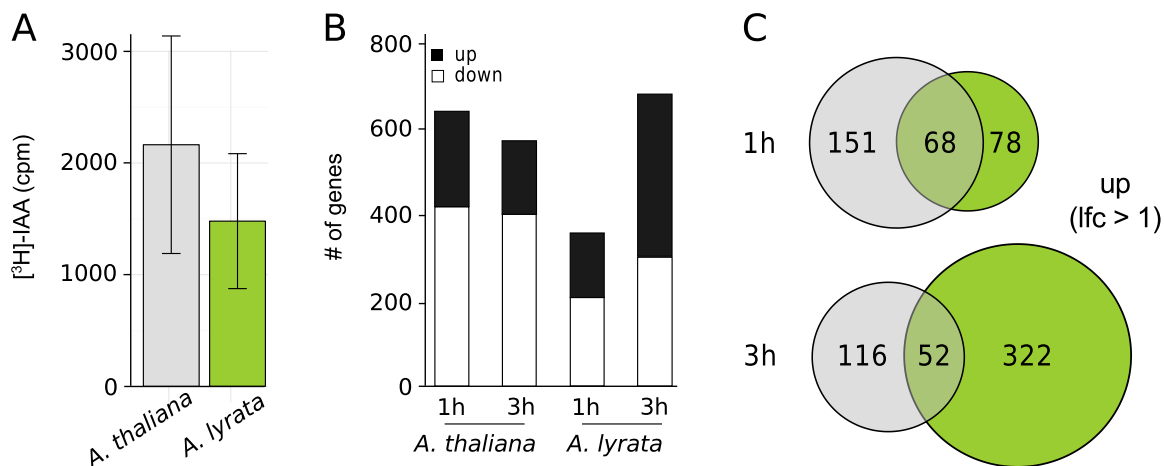 A
[³H]-IAA (cpm)
3000
2000
1000
0
A. thaliana
A. lyrata
B
# of genes
800
600
400
200
0
up
down
1h
3h
1h
3h
A. thaliana
A. lyrata
C
1h
151
68
78
up
(lfc > 1)
3h
116
52
322